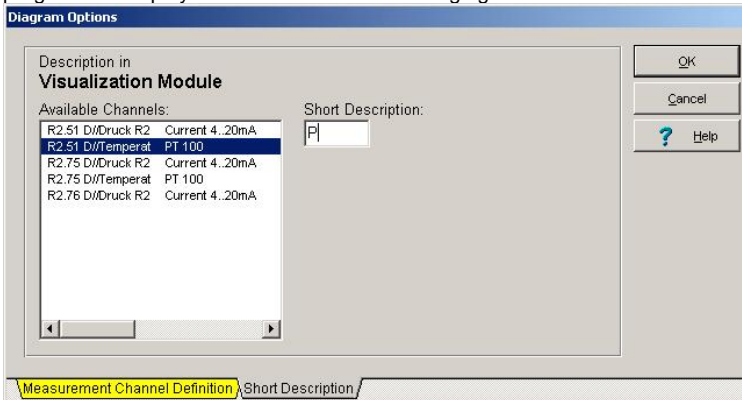 Diagram Options
Description in
Visualization Module
Available Channels:
Short Description:
R2.51 D//Druck R2 Current 4..20mA
R2.51 D//Temperat PT 100
R2.75 D//Druck R2 Current 4..20mA
R2.75 D//Temperat PT 100
R2.76 D//Druck R2 Current 4..20mA
P
OK
Cancel
? Help
Measurement Channel Definition
Short Description